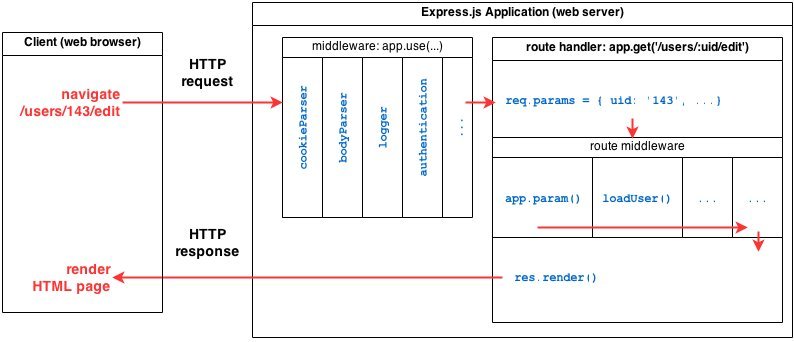 Express.js Application (web server)
Client (web browser)
middleware: app.use(...)
route handler: app.get('/users/:uid/edit')
HTTP
request
navigate
/users/143/edit
cookieParser
bodyParser
logger
authentication
...
req.params = { uid: '143', ...}
route middleware
app.param()
loadUser()
...
...
HTTP
response
render
HTML page
res.render()